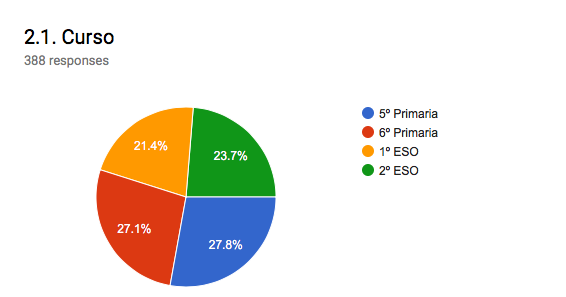 2.1. Curso
388 responses
5º Primaria
6º Primaria
1º ESO
2º ESO
21.4%
23.7%
27.1%
27.8%